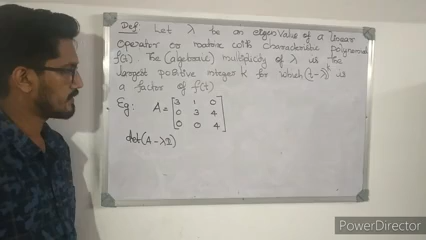 Def Let λ be an eigen value of a linear
operator or matrix with characteristic polynomial
f(t). The (algebraic) multiplicity of λ is the
largest positive integer k for which (t-λ)^k is
a factor of f(t)
Eg: A = [3 1 0
0 3 4
0 0 4]
det(A-λI)
PowerDirector